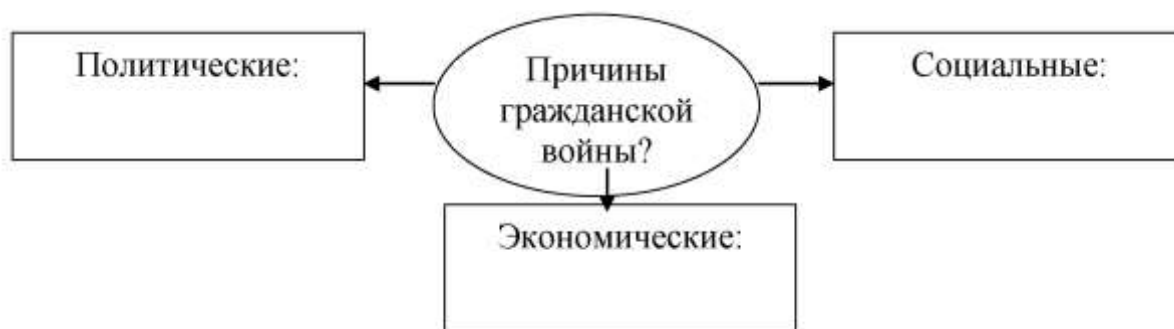 Политические:
Причины
гражданской
войны?
Социальные:
Экономические: